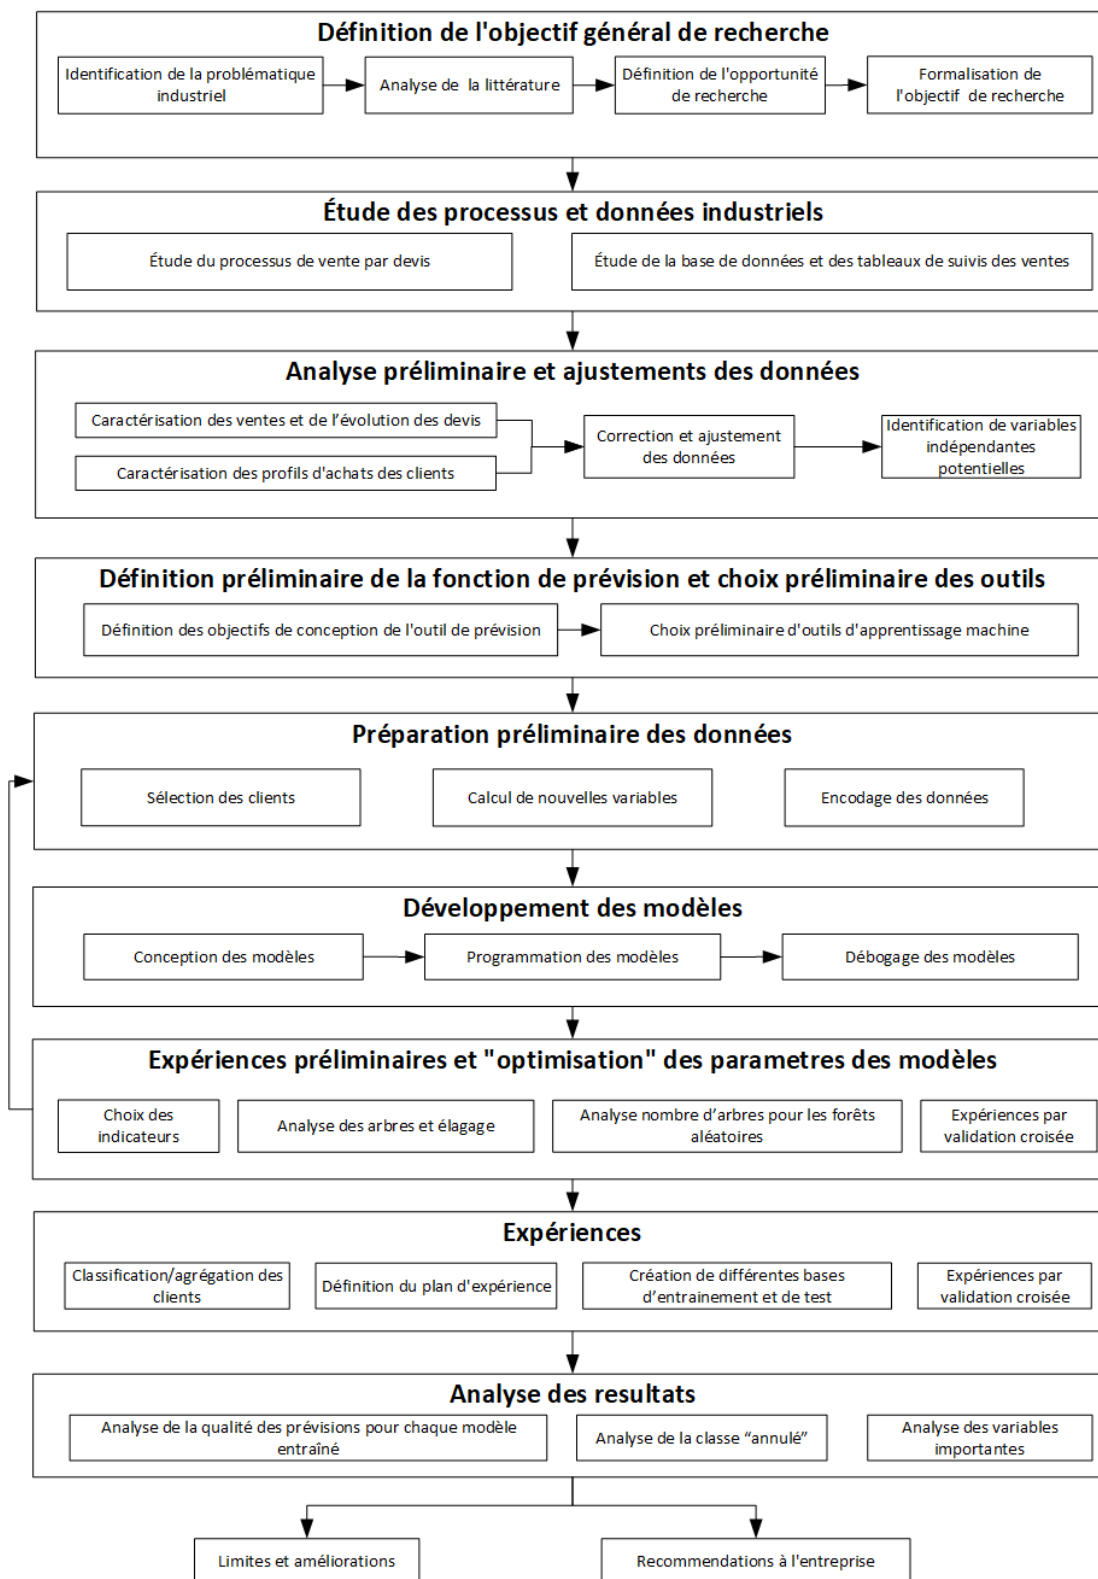 Définition de l'objectif général de recherche
Identification de la problématique
industriel
Analyse de la littérature
Définition de l'opportunité
de recherche
Formalisation de
l'objectif de recherche
Étude des processus et données industriels
Étude du processus de vente par devis
Étude de la base de données et des tableaux de suivis des ventes
Analyse préliminaire et ajustements des données
Caractérisation des ventes et de l’évolution des devis
Caractérisation des profils d'achats des clients
Correction et ajustement
des données
Identification de variables
indépendantes
potentielles
Définition préliminaire de la fonction de prévision et choix préliminaire des outils
Définition des objectifs de conception de l'outil de prévision
Choix préliminaire d'outils d'apprentissage machine
Préparation préliminaire des données
Sélection des clients
Calcul de nouvelles variables
Encodage des données
Développement des modèles
Conception des modèles
Programmation des modèles
Débogage des modèles
Expériences préliminaires et "optimisation" des parametres des modèles
Choix des
indicateurs
Analyse des arbres et élagage
Analyse nombre d’arbres pour les forêts
aléatoires
Expériences par
validation croisée
Expériences
Classification/agrégation des
clients
Définition du plan d'expérience
Création de différentes bases
d’entrainement et de test
Expériences par
validation croisée
Analyse des resultats
Analyse de la qualité des prévisions pour chaque modèle
entraîné
Analyse de la classe “annulé”
Analyse des variables
importantes
Limites et améliorations
Recommendations à l'entreprise